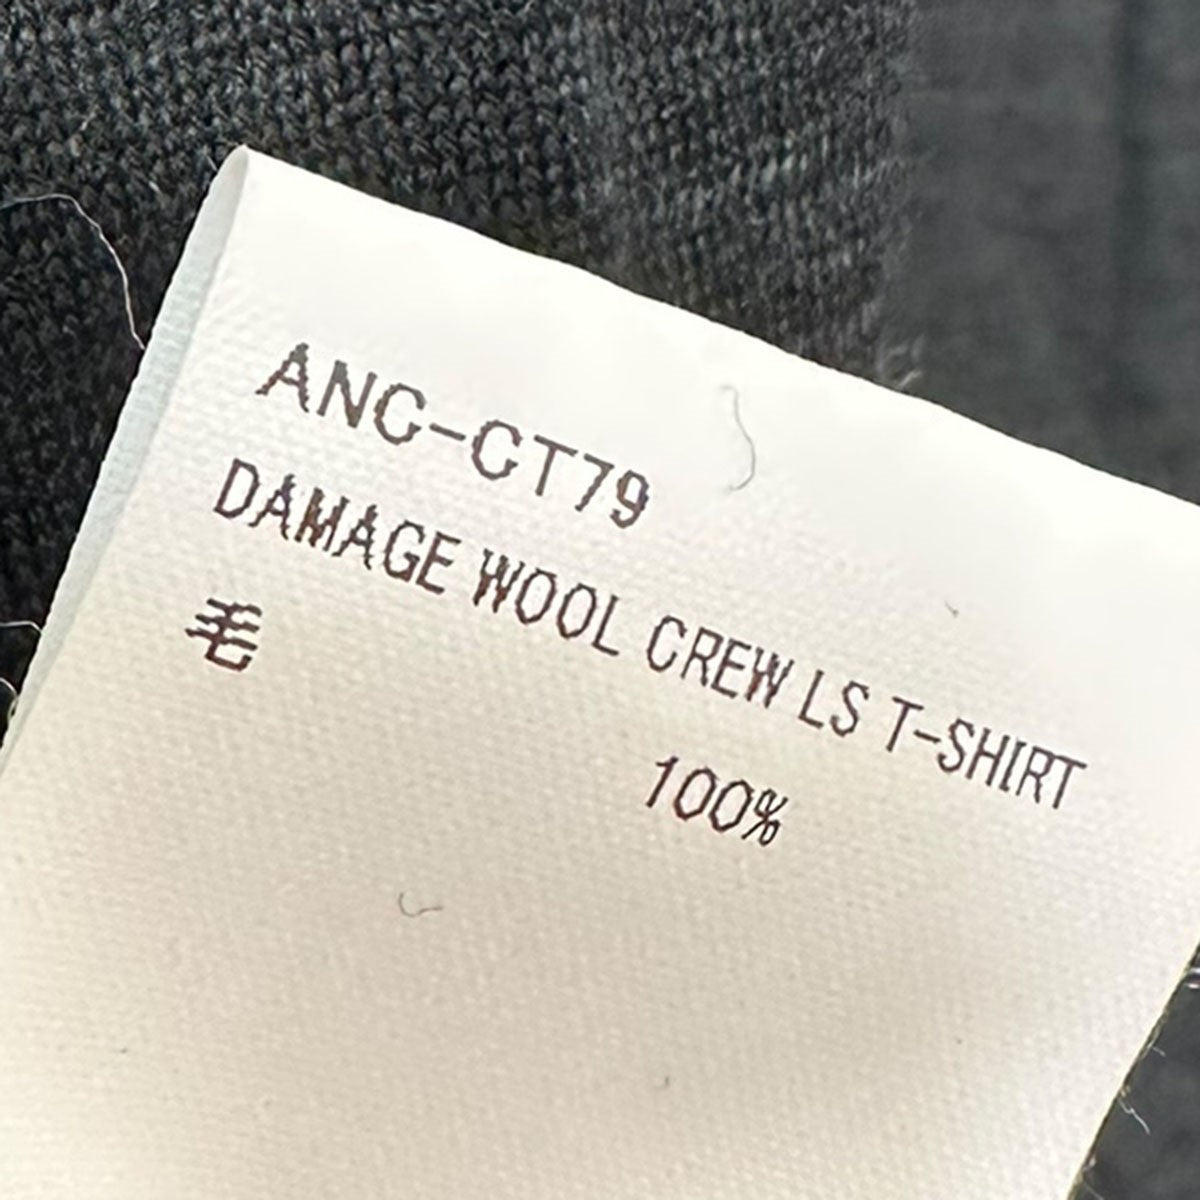 ANC-CT79
DAMAGE WOOL CREW LS T-SHIRT
毛
100%